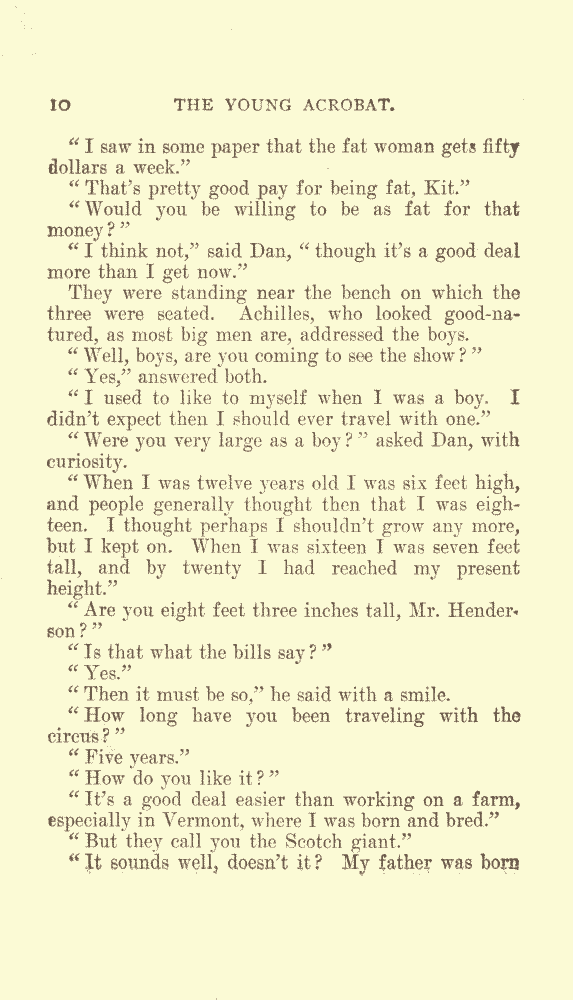 10 THE YOUNG ACROBAT.
“ I saw in some paper that the fat woman gets fifty
dollars a week.”
“ That’s pretty good pay for being fat, Kit.”
“ Would you be willing to be as fat for that
money ? ”
“ I think not,” said Dan, “ though it’s a good deal
more than I get now.”
They were standing near the bench on which the
three were seated. Achilles, who looked good-na-
tured, as most big men are, addressed the boys.
“ Well, boys, are you coming to see the show ? ”
“ Yes,” answered both.
“ I used to like to myself when I was a boy. I
didn’t expect then I should ever travel with one.”
“ Were you very large as a boy ? ” asked Dan, with
curiosity.
“ When I was twelve years old I was six feet high,
and people generally thought then that I was eigh-
teen. I thought perhaps I shouldn’t grow any more,
but I kept on. When I was sixteen I was seven feet
tall, and by twenty I had reached my present
height.”
“ Are you eight feet three inches tall, Mr. Hender-
son ? ”
“ Is that what the bills say ? ”
“ Yes.”
“ Then it must be so,” he said with a smile.
“ How long have you been traveling with the
circus ? ”
“ Five years.”
“ How do you like it ? ”
“ It’s a good deal easier than working on a farm,
especially in Vermont, where I was born and bred.”
“ But they call you the Scotch giant.”
“ It sounds well, doesn’t it ? My father was born